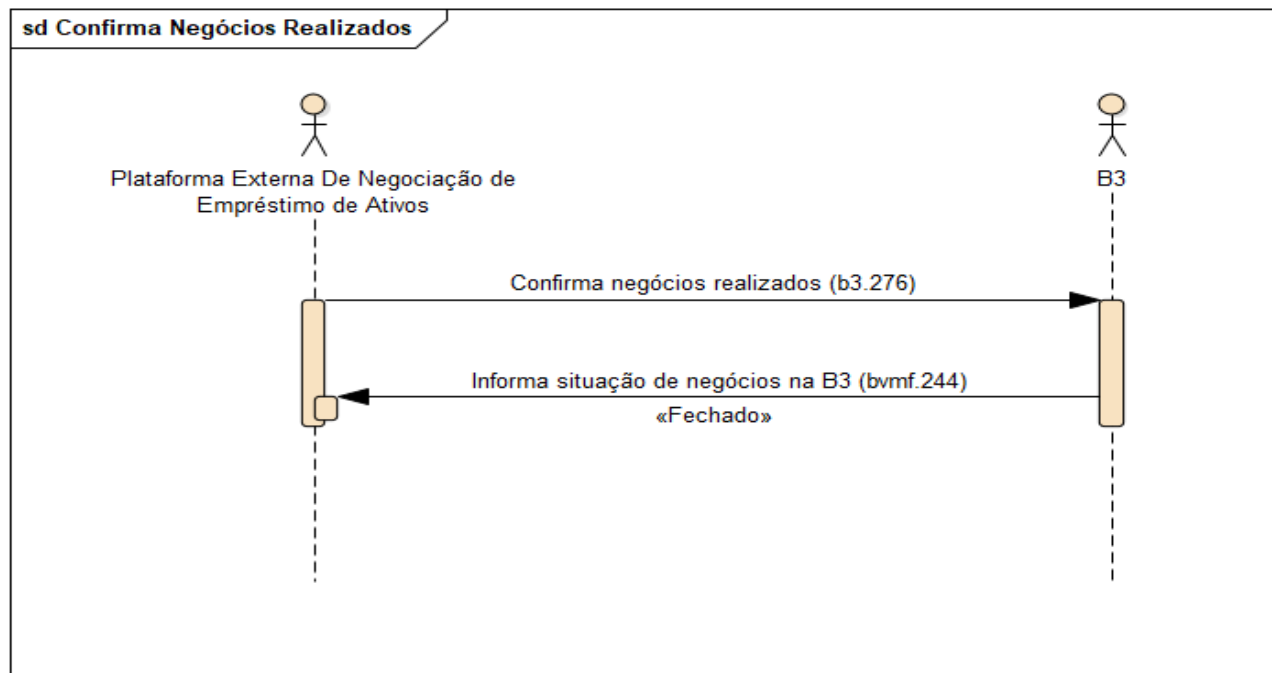 sd Confirma Negócios Realizados
Plataforma Externa De Negociação de
Empréstimo de Ativos
B3
Confirma negócios realizados (b3.276)
Informa situação de negócios na B3 (bvmf.244)
«Fechado»